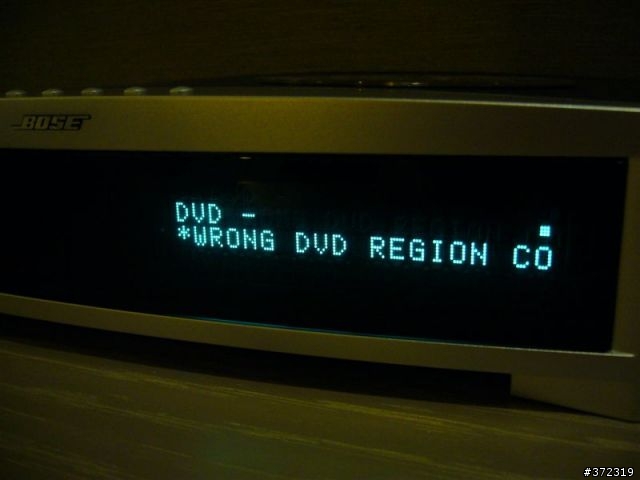 BOSE
DVD -
*WRONG DVD REGION CO
#372319